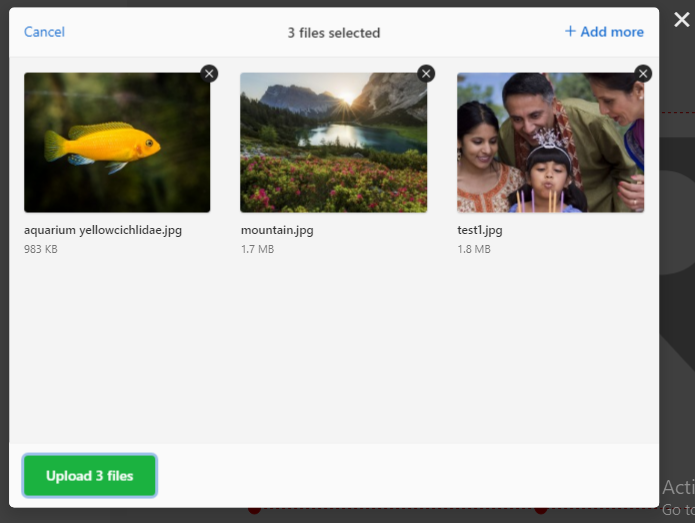 Cancel
3 files selected
+ Add more
aquarium yellowcichlidae.jpg
983 KB
mountain.jpg
1.7 MB
test1.jpg
1.8 MB
Upload 3 files
Go to